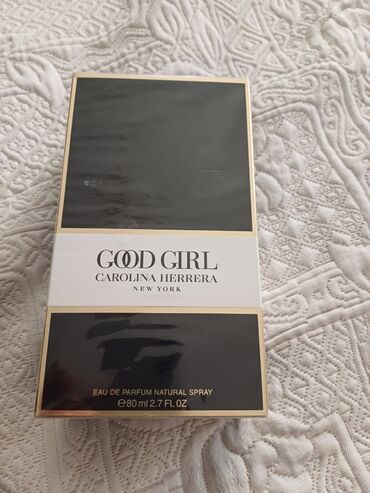 GOOD GIRL
CAROLINA HERRERA
NEW YORK
EAU DE PARFUM NATURAL SPRAY
℮80 ml 2.7 FL OZ